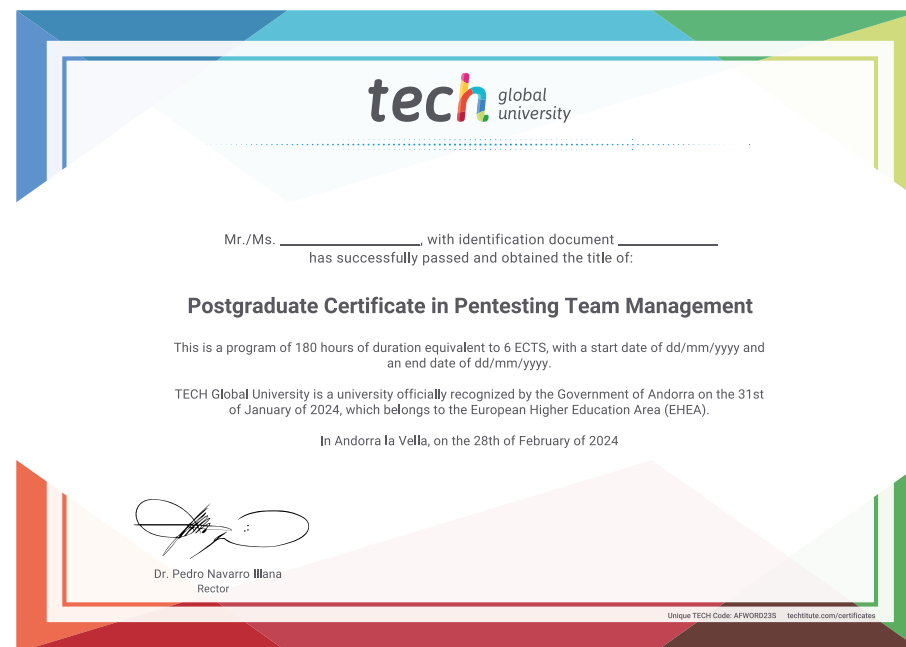 tech global
university
Mr./Ms. ____________, with identification document ____________
has successfully passed and obtained the title of:
Postgraduate Certificate in Pentesting Team Management
This is a program of 180 hours of duration equivalent to 6 ECTS, with a start date of dd/mm/yyyy and
an end date of dd/mm/yyyy.
TECH Global University is a university officially recognized by the Government of Andorra on the 31st
of January of 2024, which belongs to the European Higher Education Area (EHEA).
In Andorra la Vella, on the 28th of February of 2024
Dr. Pedro Navarro Illana
Rector
Unique TECH Code: AFWORD23S techtitute.com/certificates